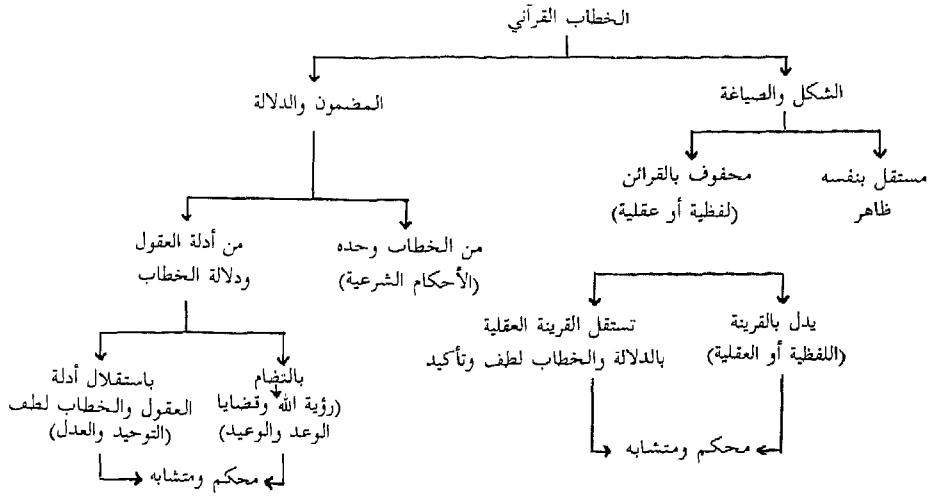 الخطاب القرآني
الشكل والصياغة
المضمون والدلالة
مستقل بنفسه
ظاهر
محفوف بالقرائن
(لفظية أو عقلية)
من الخطاب وحده
(الأحكام الشرعية)
من أدلة العقول
ودلالة الخطاب
يدل بالقرينة
(اللفظية أو العقلية)
تستقل القرينة العقلية
بالدلالة والخطاب لطف وتأكيد
محكم ومتشابه
بالتضام
(رؤية الله وقضايا
الوعد والوعيد)
باستقلال أدلة
العقول والخطاب لطف
(التوحيد والعدل)
محكم ومتشابه